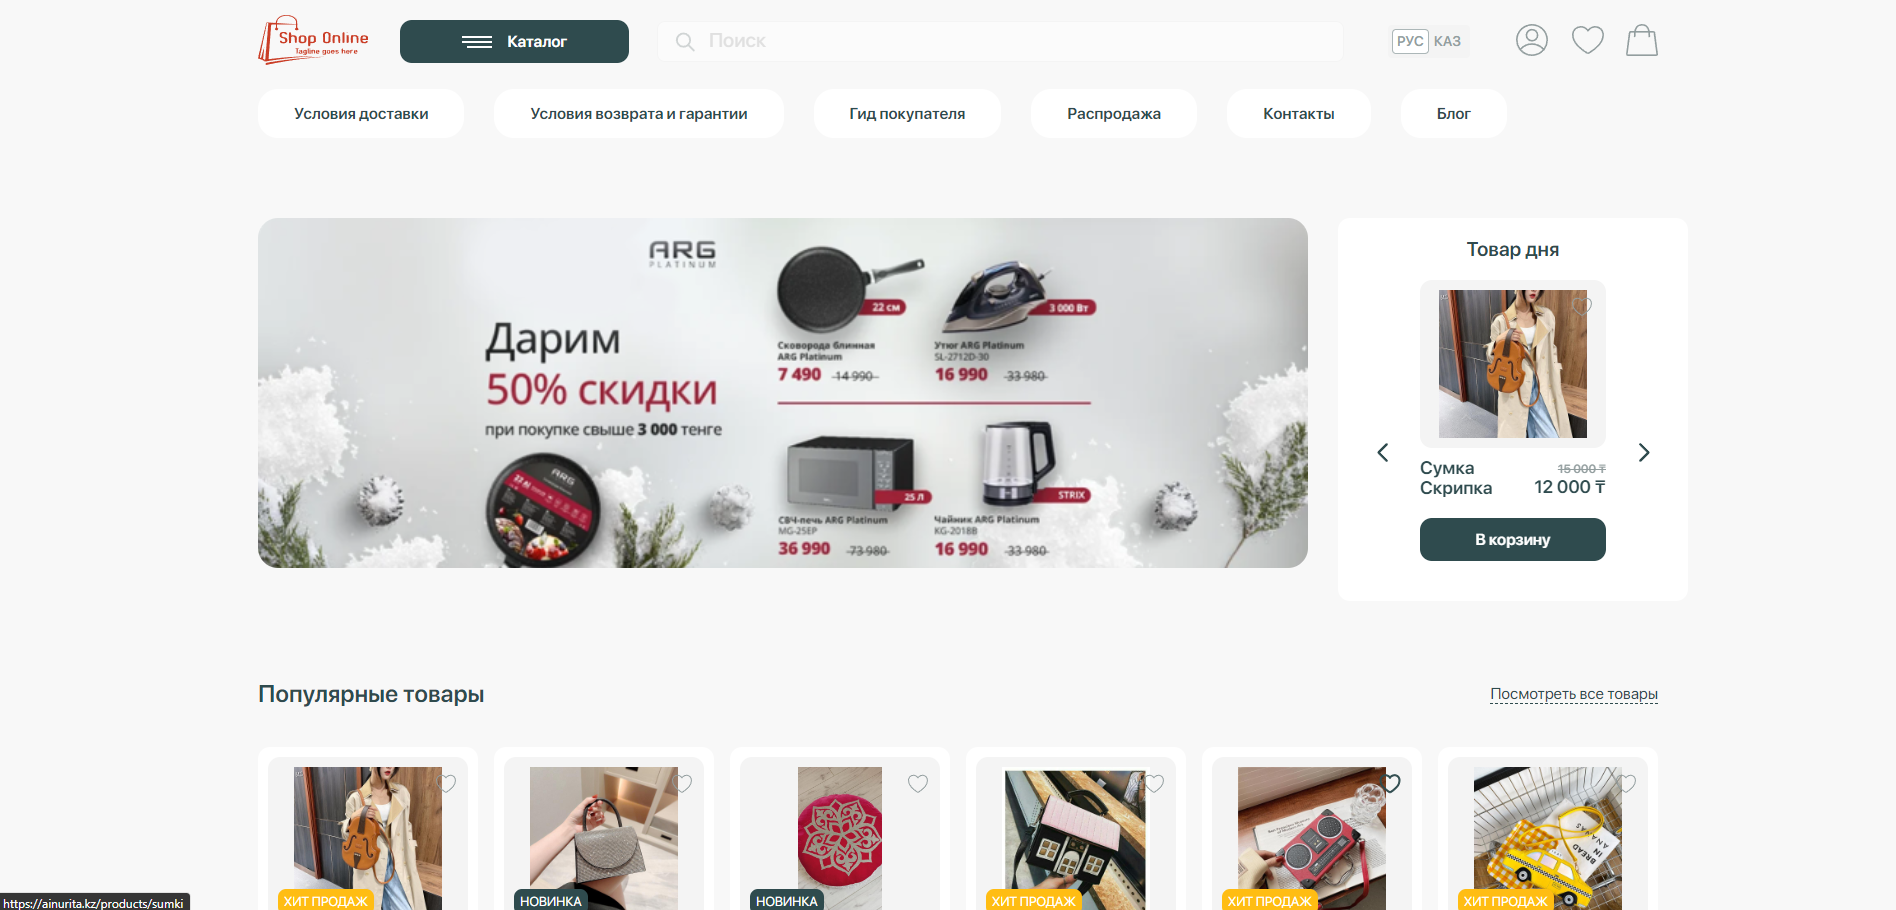 Shop Online
Tagline goes here
Каталог
Поиск
РУС КАЗ
Условия доставки
Условия возврата и гарантии
Гид покупателя
Распродажа
Контакты
Блог
ARG
PLATINUM
Дарим
50% скидки
при покупке свыше 3 000 тенге
22 см
Сковорода блинная
ARG Platinum
7 490 14 990
3 000 Вт
Утюг ARG Platinum
SL-2712D-30
16 990 33 980
25 Л
СВЧ-печь ARG Platinum
MG-25EP
36 990 73 980
STRIX
Чайник ARG Platinum
KG-2018B
16 990 33 980
ARG
Товар дня
Сумка
Скрипка
15 000 ₸
12 000 ₸
В корзину
Популярные товары
Посмотреть все товары
ХИТ ПРОДАЖ
НОВИНКА
НОВИНКА
ХИТ ПРОДАЖ
ХИТ ПРОДАЖ
BREAD
IN
ANANAS
ХИТ ПРОДАЖ
https://ainurita.kz/products/sumki